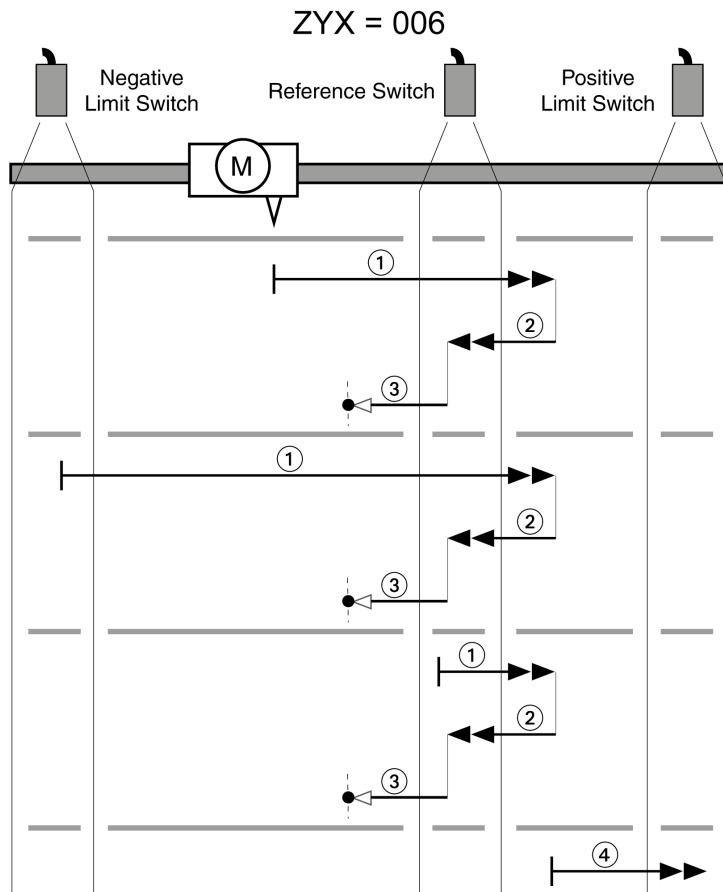 ZYX = 006
Negative
Limit Switch
Reference Switch
Positive
Limit Switch
M
1
2
3
1
2
3
1
2
3
4